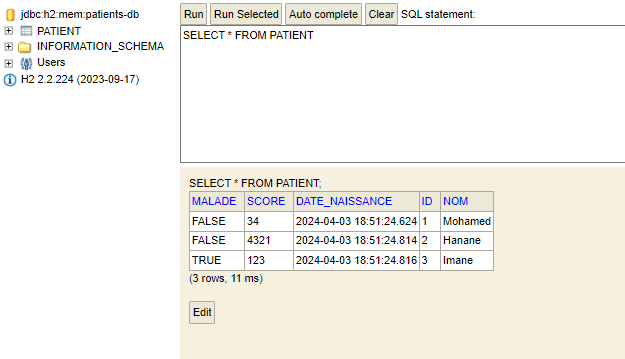 jdbc:h2:mem:patients-db
PATIENT
INFORMATION_SCHEMA
Users
H2 2.2.224 (2023-09-17)
Run Run Selected Auto complete Clear SQL statement:
SELECT * FROM PATIENT
SELECT * FROM PATIENT;
MALADE SCORE DATE_NAISSANCE ID NOM
FALSE 34 2024-04-03 18:51:24.624 1 Mohamed
FALSE 4321 2024-04-03 18:51:24.814 2 Hanane
TRUE 123 2024-04-03 18:51:24.816 3 Imane
(3 rows, 11 ms)
Edit